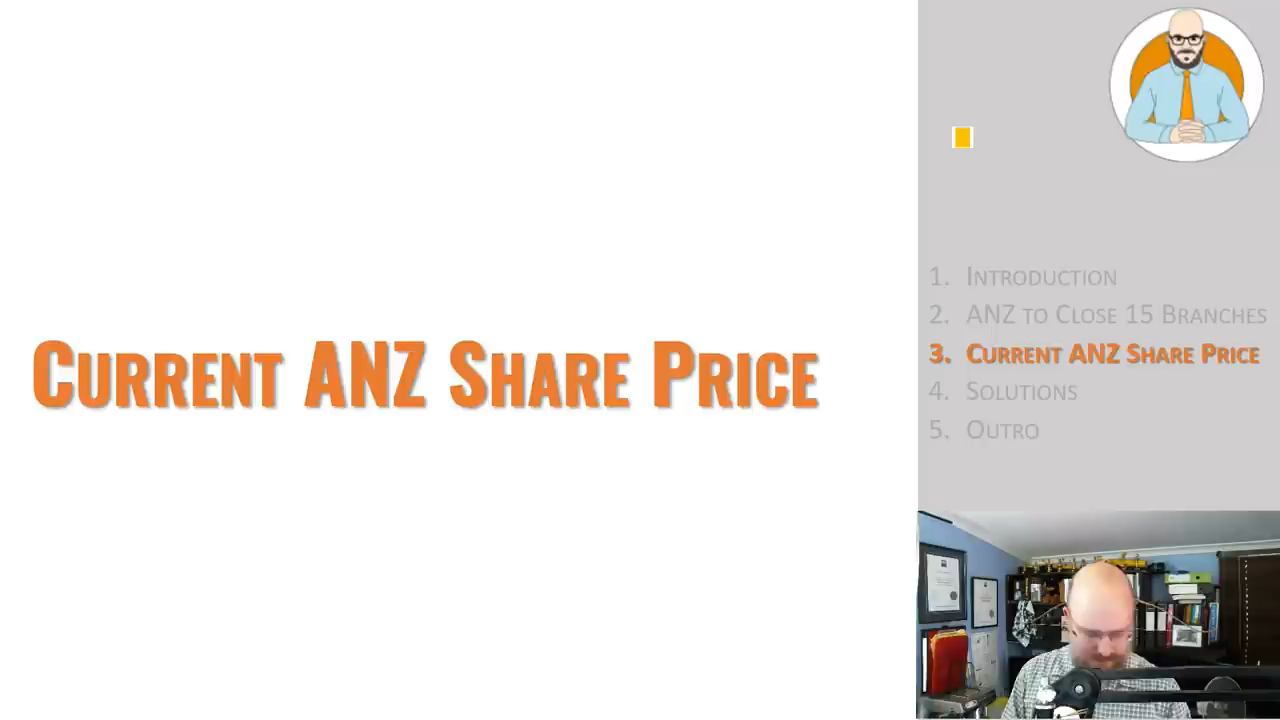 Current ANZ Share Price
1. Introduction
2. ANZ to Close 15 Branches
3. Current ANZ Share Price
4. Solutions
5. Outro